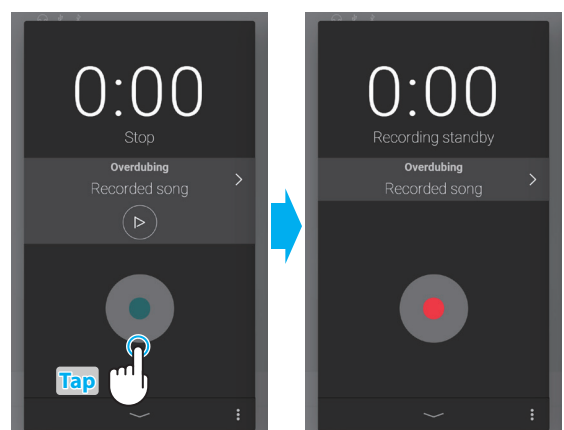 0:00
Stop
Overdubing
Recorded song
Tap
0:00
Recording standby
Overdubing
Recorded song